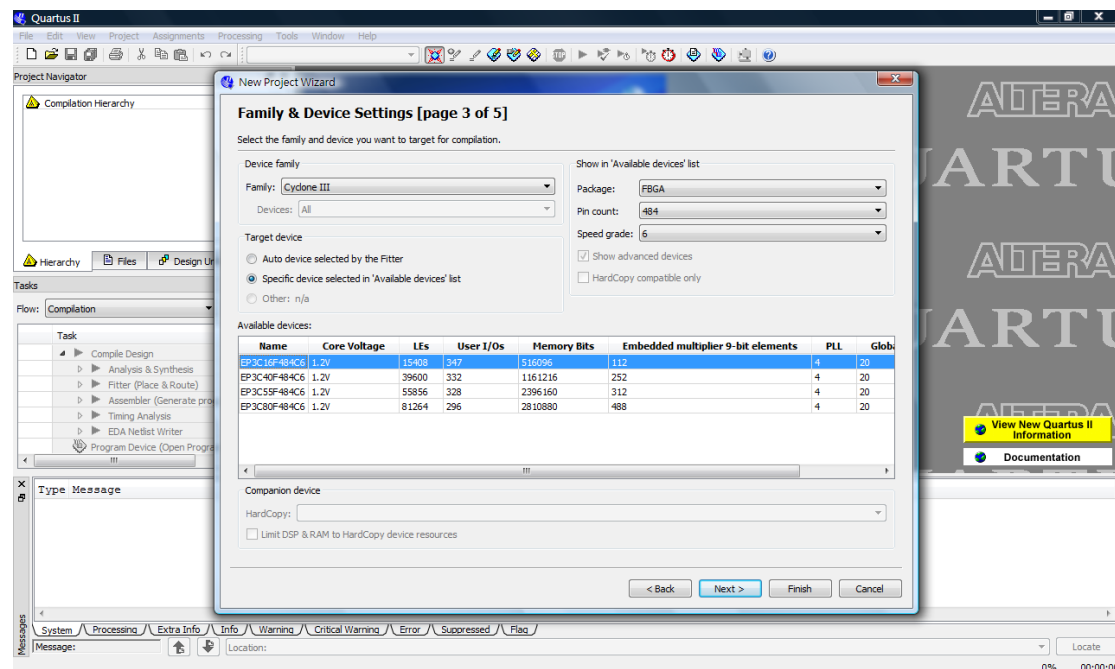 Quartus II
File Edit View Project Assignments Processing Tools Window Help
Project Navigator
Compilation Hierarchy
Hierarchy Files Design Un
Tasks
Flow: Compilation
Task
Compile Design
Analysis & Synthesis
Fitter (Place & Route)
Assembler (Generate pro
Timing Analysis
EDA Netlist Writer
Program Device (Open Progra
New Project Wizard
Family & Device Settings [page 3 of 5]
Select the family and device you want to target for compilation.
Device family
Family: Cyclone III
Devices: All
Target device
Auto device selected by the Fitter
Specific device selected in 'Available devices' list
Other: n/a
Show in 'Available devices' list
Package: FBGA
Pin count: 484
Speed grade: 6
Show advanced devices
HardCopy compatible only
Available devices:
Name Core Voltage LEs User I/Os Memory Bits Embedded multiplier 9-bit elements PLL Globa
EP3C16F484C6 1.2V 15408 347 516096 112 4 20
EP3C40F484C6 1.2V 39600 332 1161216 252 4 20
EP3C55F484C6 1.2V 55856 328 2396160 312 4 20
EP3C80F484C6 1.2V 81264 296 2810880 488 4 20
Companion device
HardCopy:
Limit DSP & RAM to HardCopy device resources
< Back Next > Finish Cancel
ALTERA
UARTU
ALTERA
ARTU
ALTERA
View New Quartus II
Information
Documentation
Type Message
System Processing Extra Info Info Warning Critical Warning Error Suppressed Flag
Messages
Message: Location: Locate
0% 00:00:00